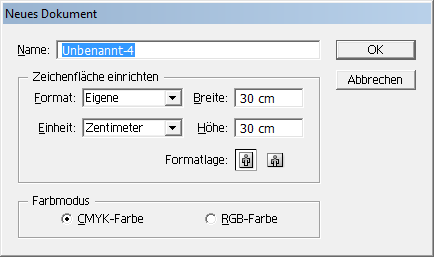 Neues Dokument
Name: Unbenannt-4
OK
Abbrechen
Zeichenfläche einrichten
Format: Eigene Breite: 30 cm
Einheit: Zentimeter Höhe: 30 cm
Formatlage:
Farbmodus
CMYK-Farbe RGB-Farbe